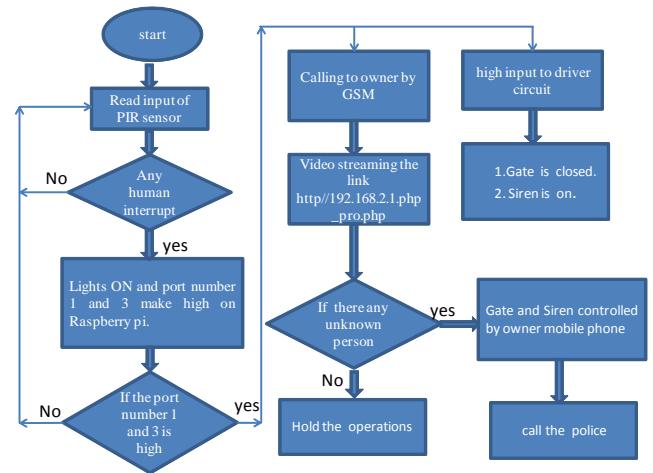 start
Read input of
PIR sensor
No
Any
human
interrupt
yes
Lights ON and port number
1 and 3 make high on
Raspberry pi.
No
If the port
number 1
and 3 is
high
yes
Calling to owner by
GSM
Video streaming the
link
http//192.168.2.1.php
_pro.php
If there any
unknown
person
yes
No
Hold the operations
high input to driver
circuit
1.Gate is closed.
2. Siren is on.
Gate and Siren controlled
by owner mobile phone
call the police